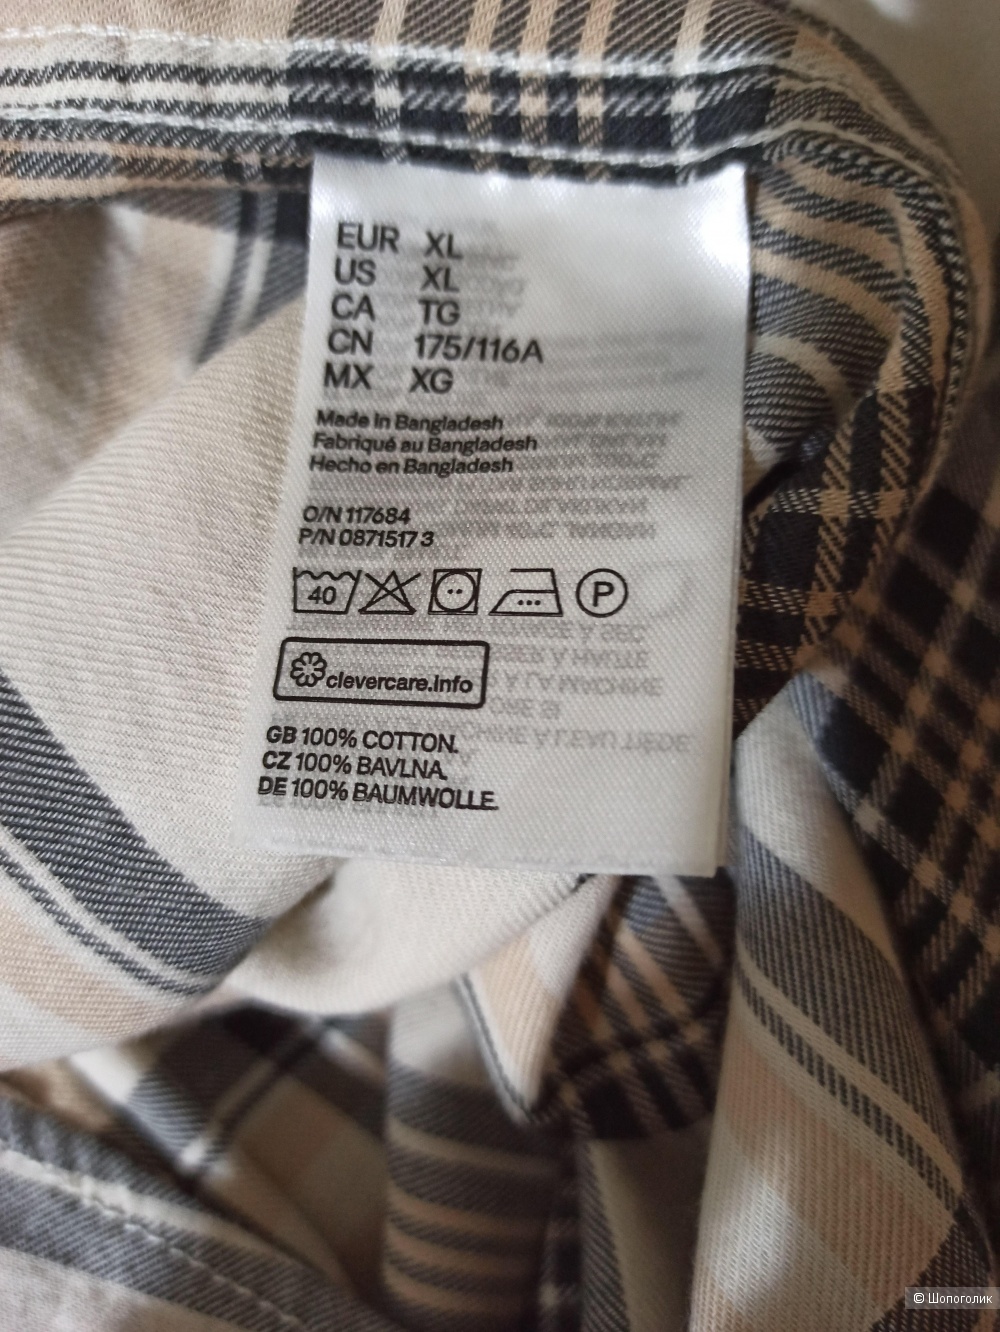 EUR XL
US XL
CA TG
CN 175/116A
MX XG
Made in Bangladesh
Fabriqué au Bangladesh
Hecho en Bangladesh
O/N 117684
P/N 0871517 3
40
P
clevercare.info
GB 100% COTTON.
CZ 100% BAVLNA.
DE 100% BAUMWOLLE.
© Шопоголик